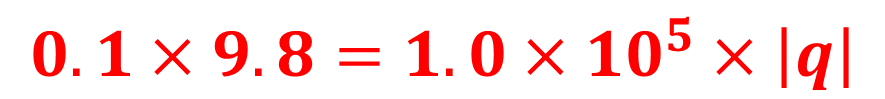 0.1 × 9.8 = 1.0 × 10⁵ × |q|